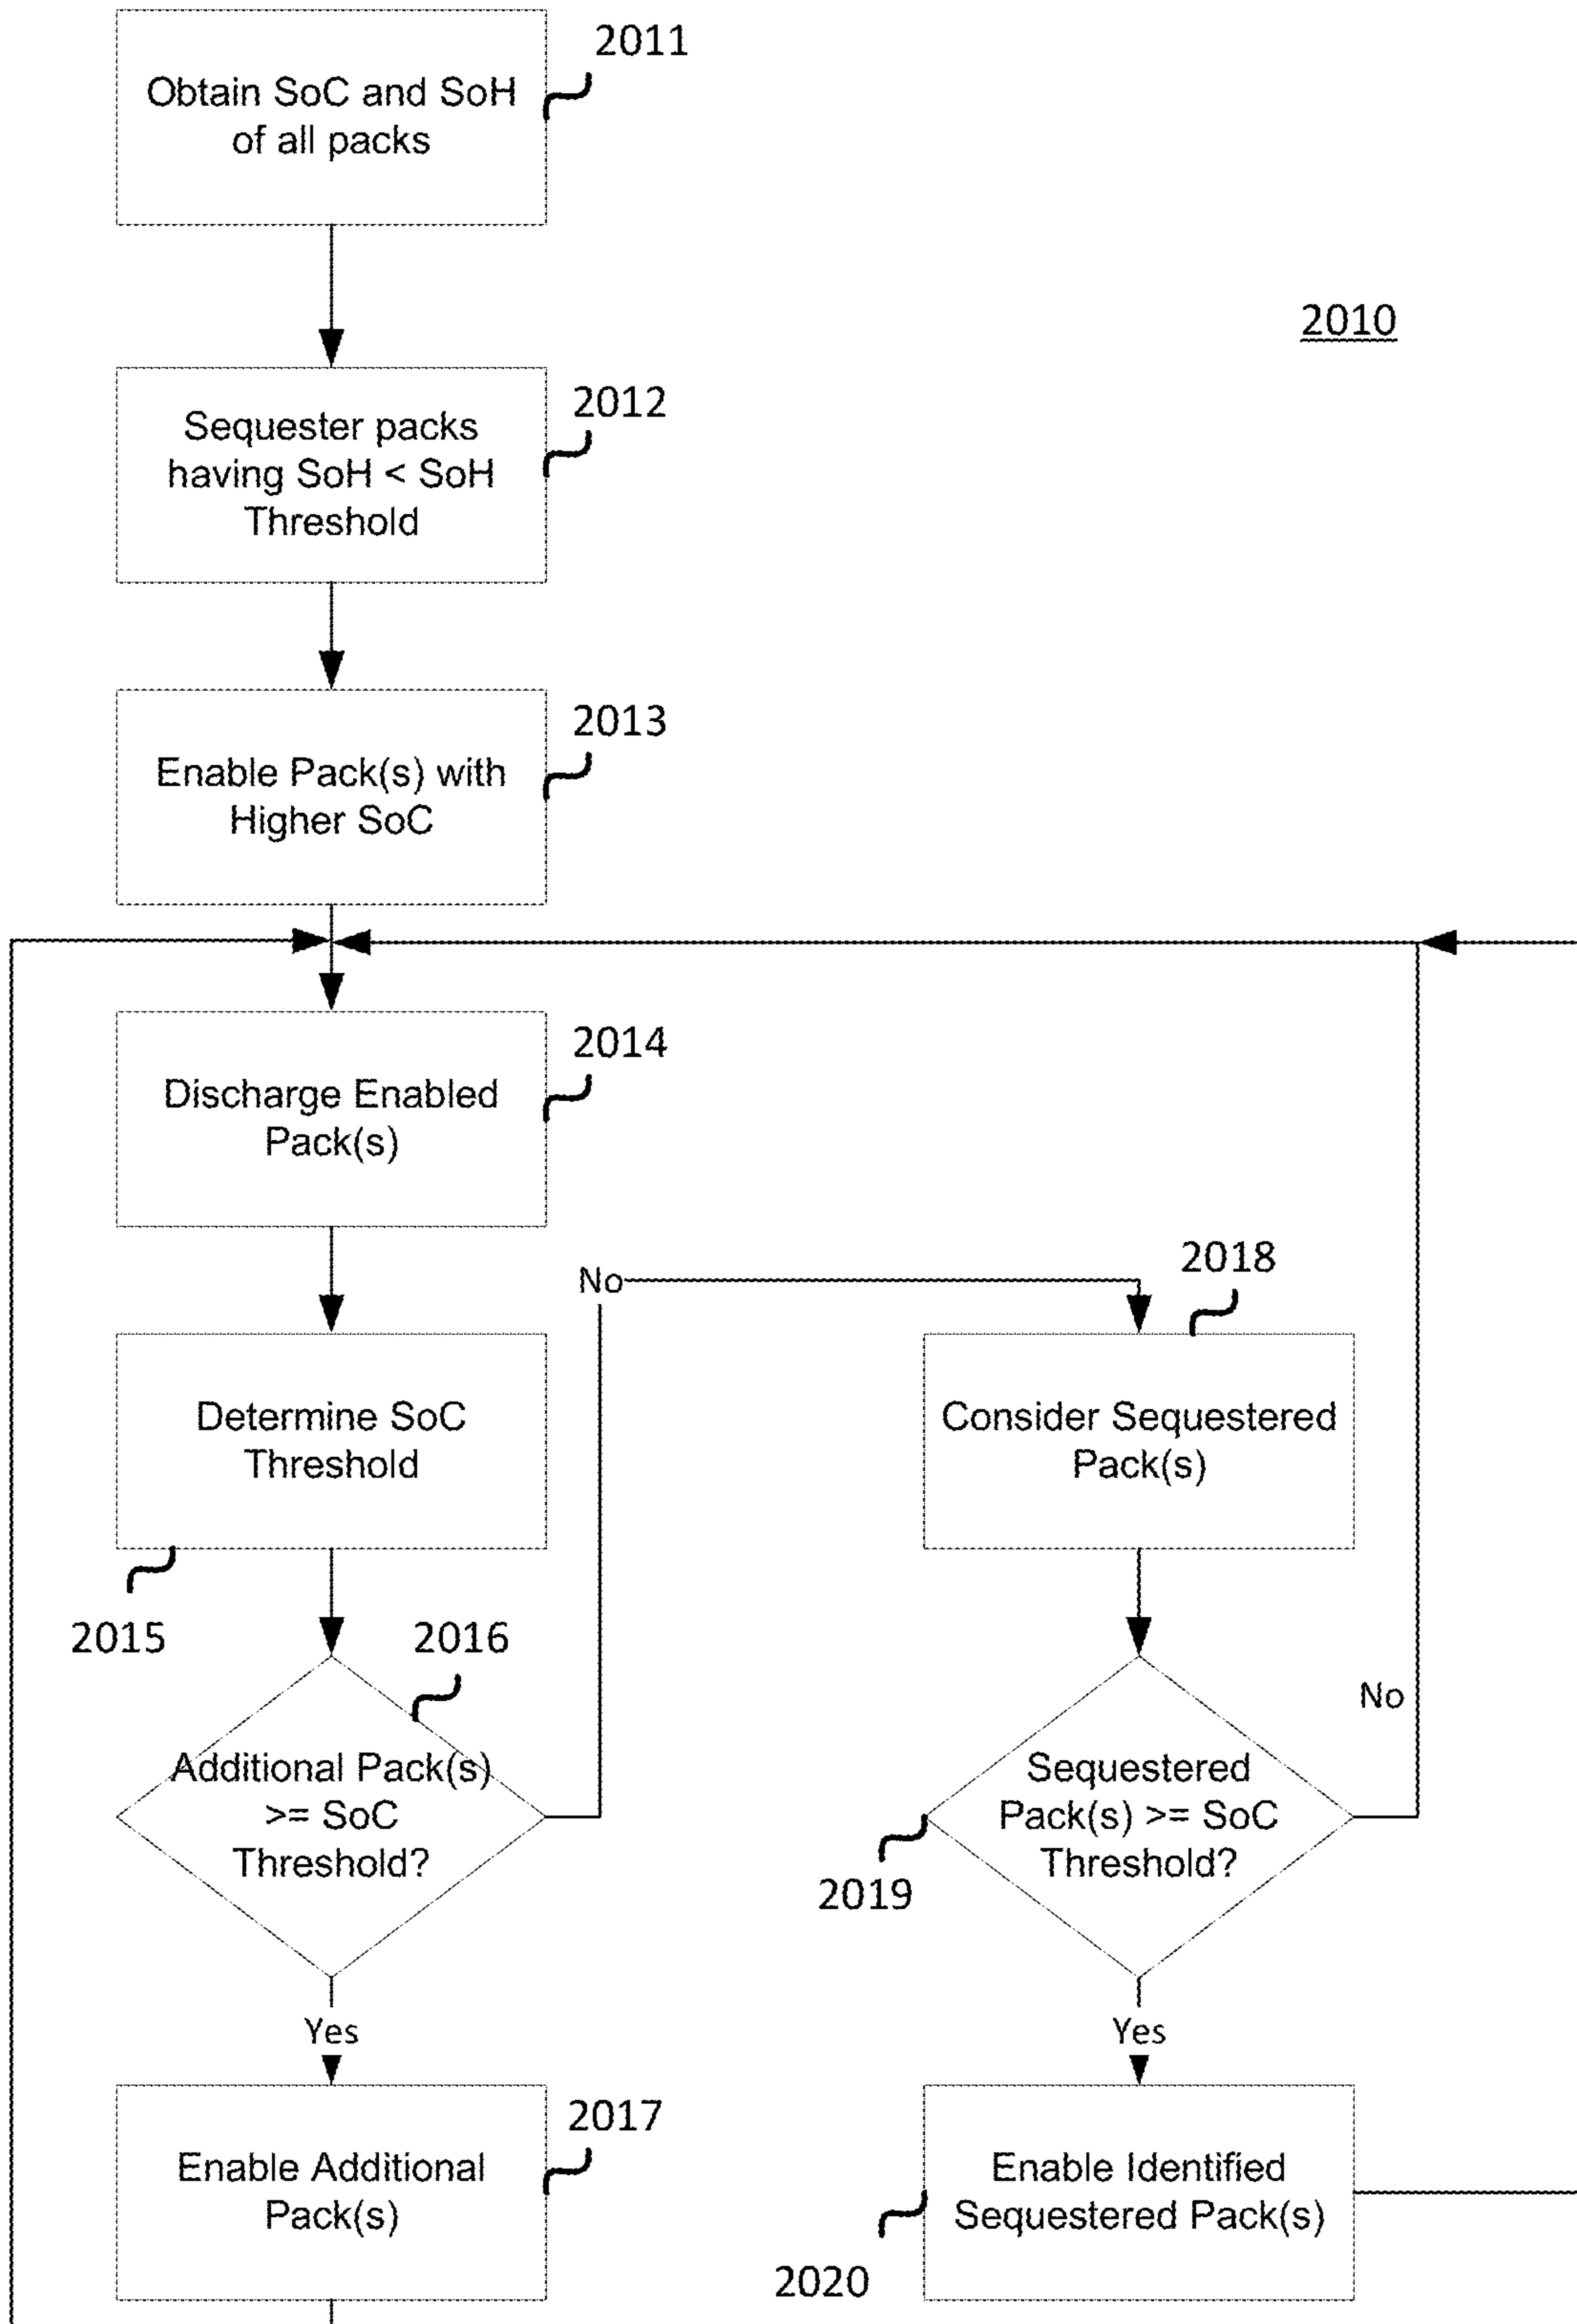 2011
Obtain SoC and SoH
of all packs
2010
2012
Sequester packs
having SoH < SoH
Threshold
2013
Enable Pack(s) with
Higher SoC
2014
Discharge Enabled
Pack(s)
No
2018
Determine SoC
Threshold
Consider Sequestered
Pack(s)
2015
2016
No
Additional Pack(s)
>= SoC
Threshold?
Sequestered
Pack(s) >= SoC
Threshold?
2019
Yes
Yes
2017
Enable Additional
Pack(s)
Enable Identified
Sequestered Pack(s)
2020